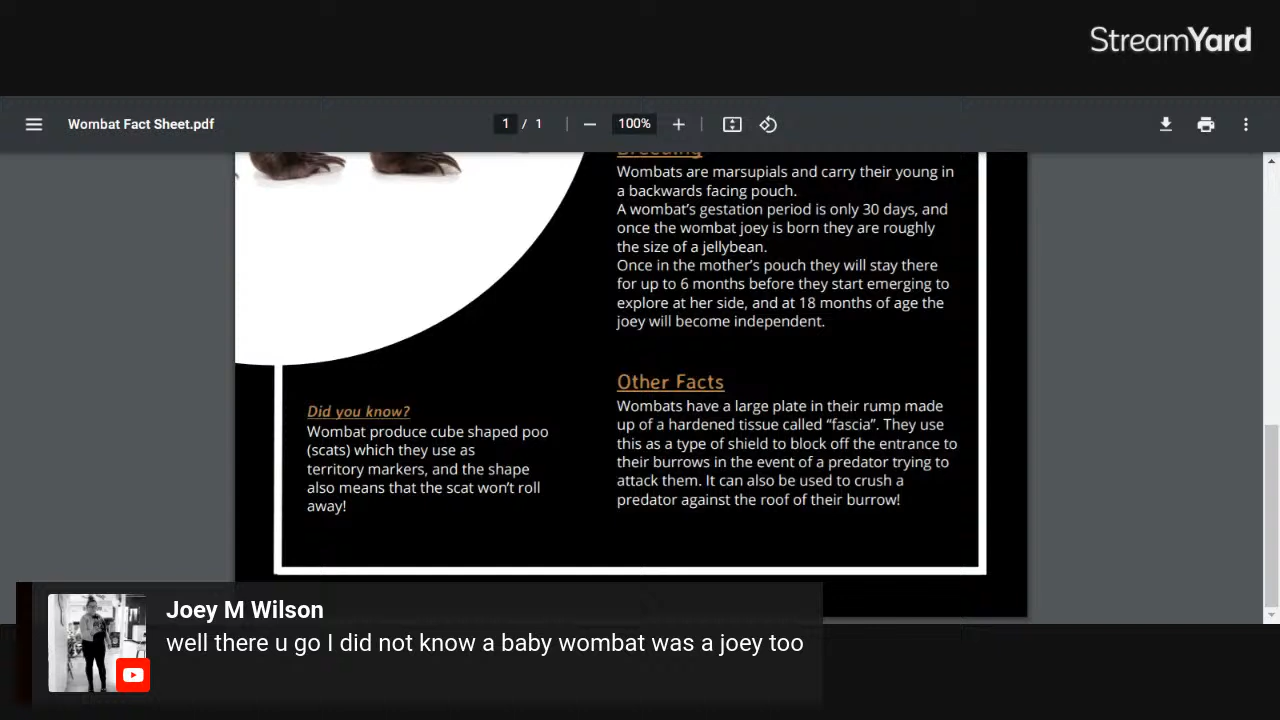 StreamYard
Wombat Fact Sheet.pdf
1 / 1
100%
Breeding
Wombats are marsupials and carry their young in
a backwards facing pouch.
A wombat's gestation period is only 30 days, and
once the wombat joey is born they are roughly
the size of a jellybean.
Once in the mother's pouch they will stay there
for up to 6 months before they start emerging to
explore at her side, and at 18 months of age the
joey will become independent.
Other Facts
Wombats have a large plate in their rump made
up of a hardened tissue called “fascia”. They use
this as a type of shield to block off the entrance to
their burrows in the event of a predator trying to
attack them. It can also be used to crush a
predator against the roof of their burrow!
Did you know?
Wombat produce cube shaped poo
(scats) which they use as
territory markers, and the shape
also means that the scat won't roll
away!
Joey M Wilson
well there u go I did not know a baby wombat was a joey too